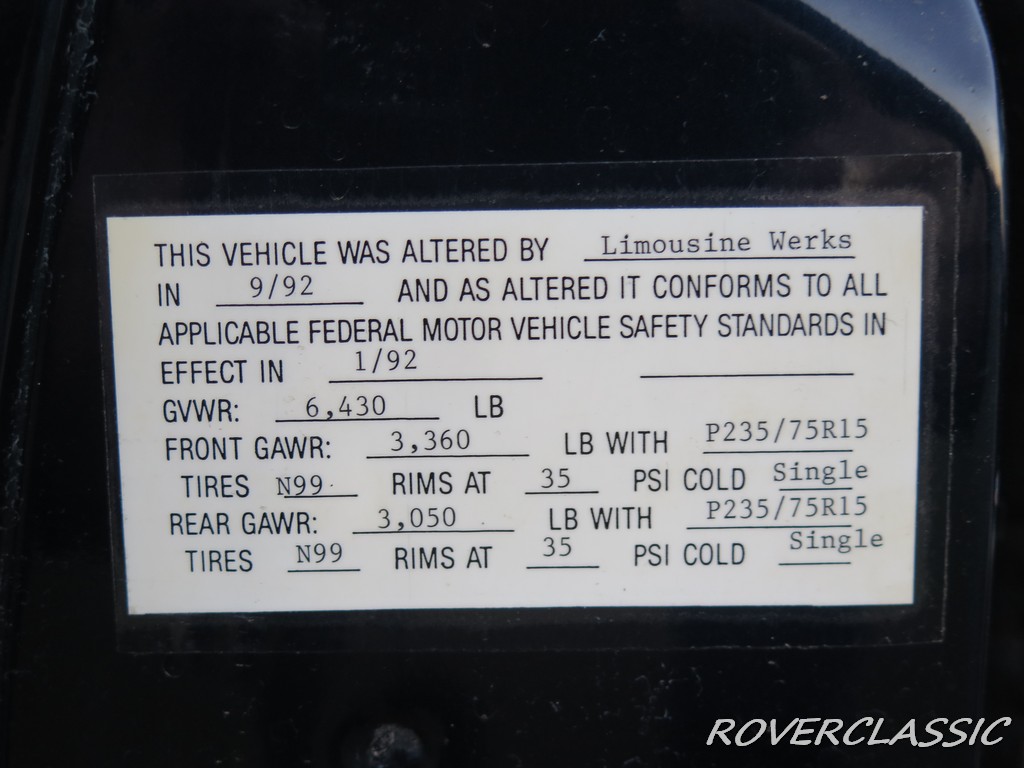 THIS VEHICLE WAS ALTERED BY Limousine Werks
IN 9/92 AND AS ALTERED IT CONFORMS TO ALL
APPLICABLE FEDERAL MOTOR VEHICLE SAFETY STANDARDS IN
EFFECT IN 1/92
GVWR: 6,430 LB
FRONT GAWR: 3,360 LB WITH P235/75R15
TIRES N99 RIMS AT 35 PSI COLD Single
REAR GAWR: 3,050 LB WITH P235/75R15
TIRES N99 RIMS AT 35 PSI COLD Single
ROVERCLASSIC